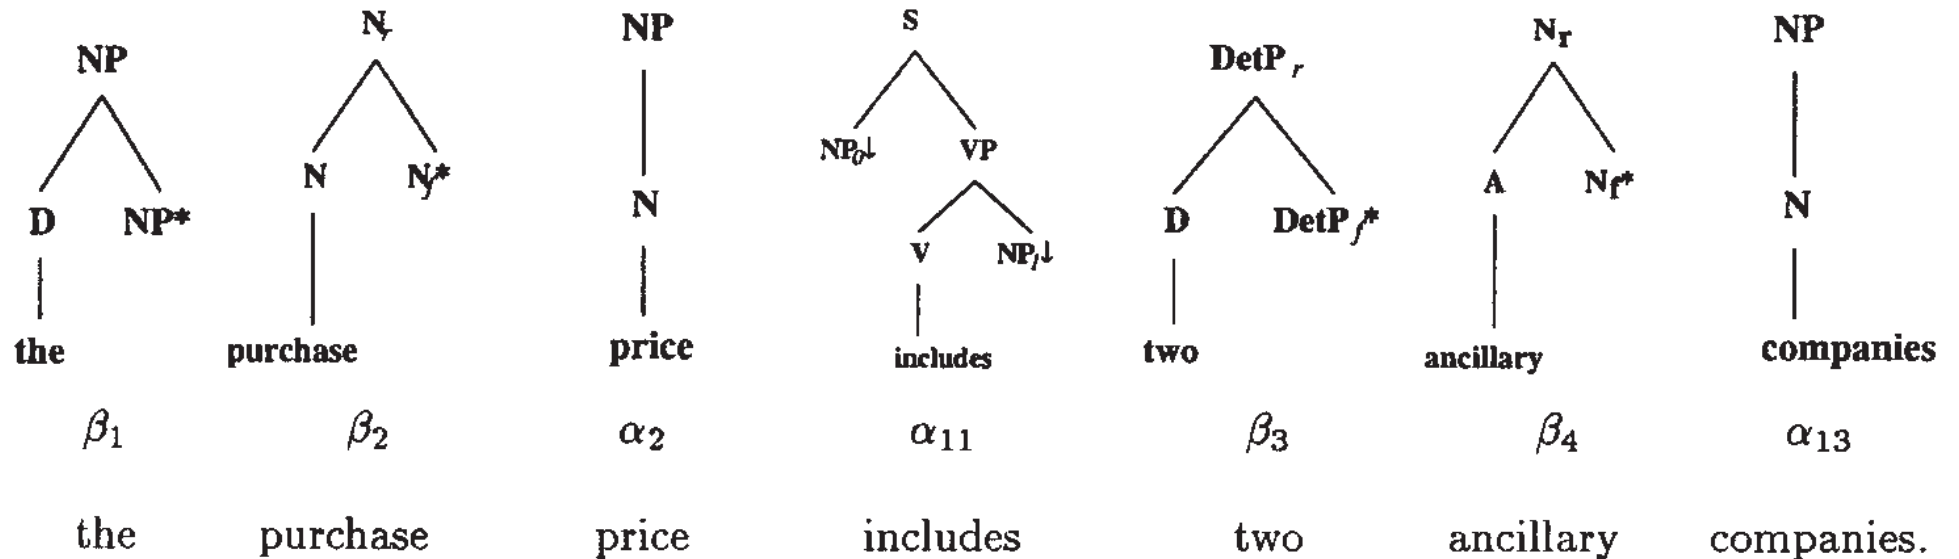 NP N_r NP S DetP_r N_r NP
NP_0↓ VP
D NP* N N_f* N D DetP_f* A N_f* N
V NP_1↓
the purchase price includes two ancillary companies
β₁ β₂ α₂ α₁₁ β₃ β₄ α₁₃
the purchase price includes two ancillary companies.